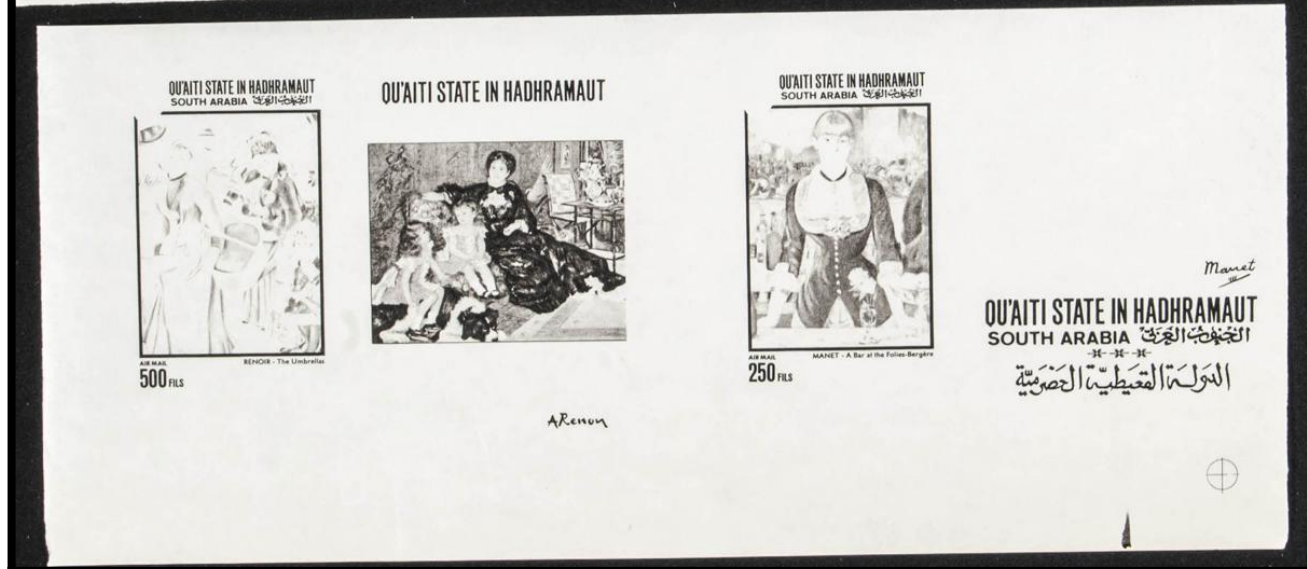 QU'AITI STATE IN HADHRAMAUT
SOUTH ARABIA الجنوب العربي
AIR MAIL
RENOIR - The Umbrellas
500 FILS
QU'AITI STATE IN HADHRAMAUT
ARenoir
QU'AITI STATE IN HADHRAMAUT
SOUTH ARABIA الجنوب العربي
AIR MAIL
MANET - A Bar at the Folies-Bergère
250 FILS
Manet
QU'AITI STATE IN HADHRAMAUT
SOUTH ARABIA الجنوب العربي
الدولة القعيطية الحضرمية